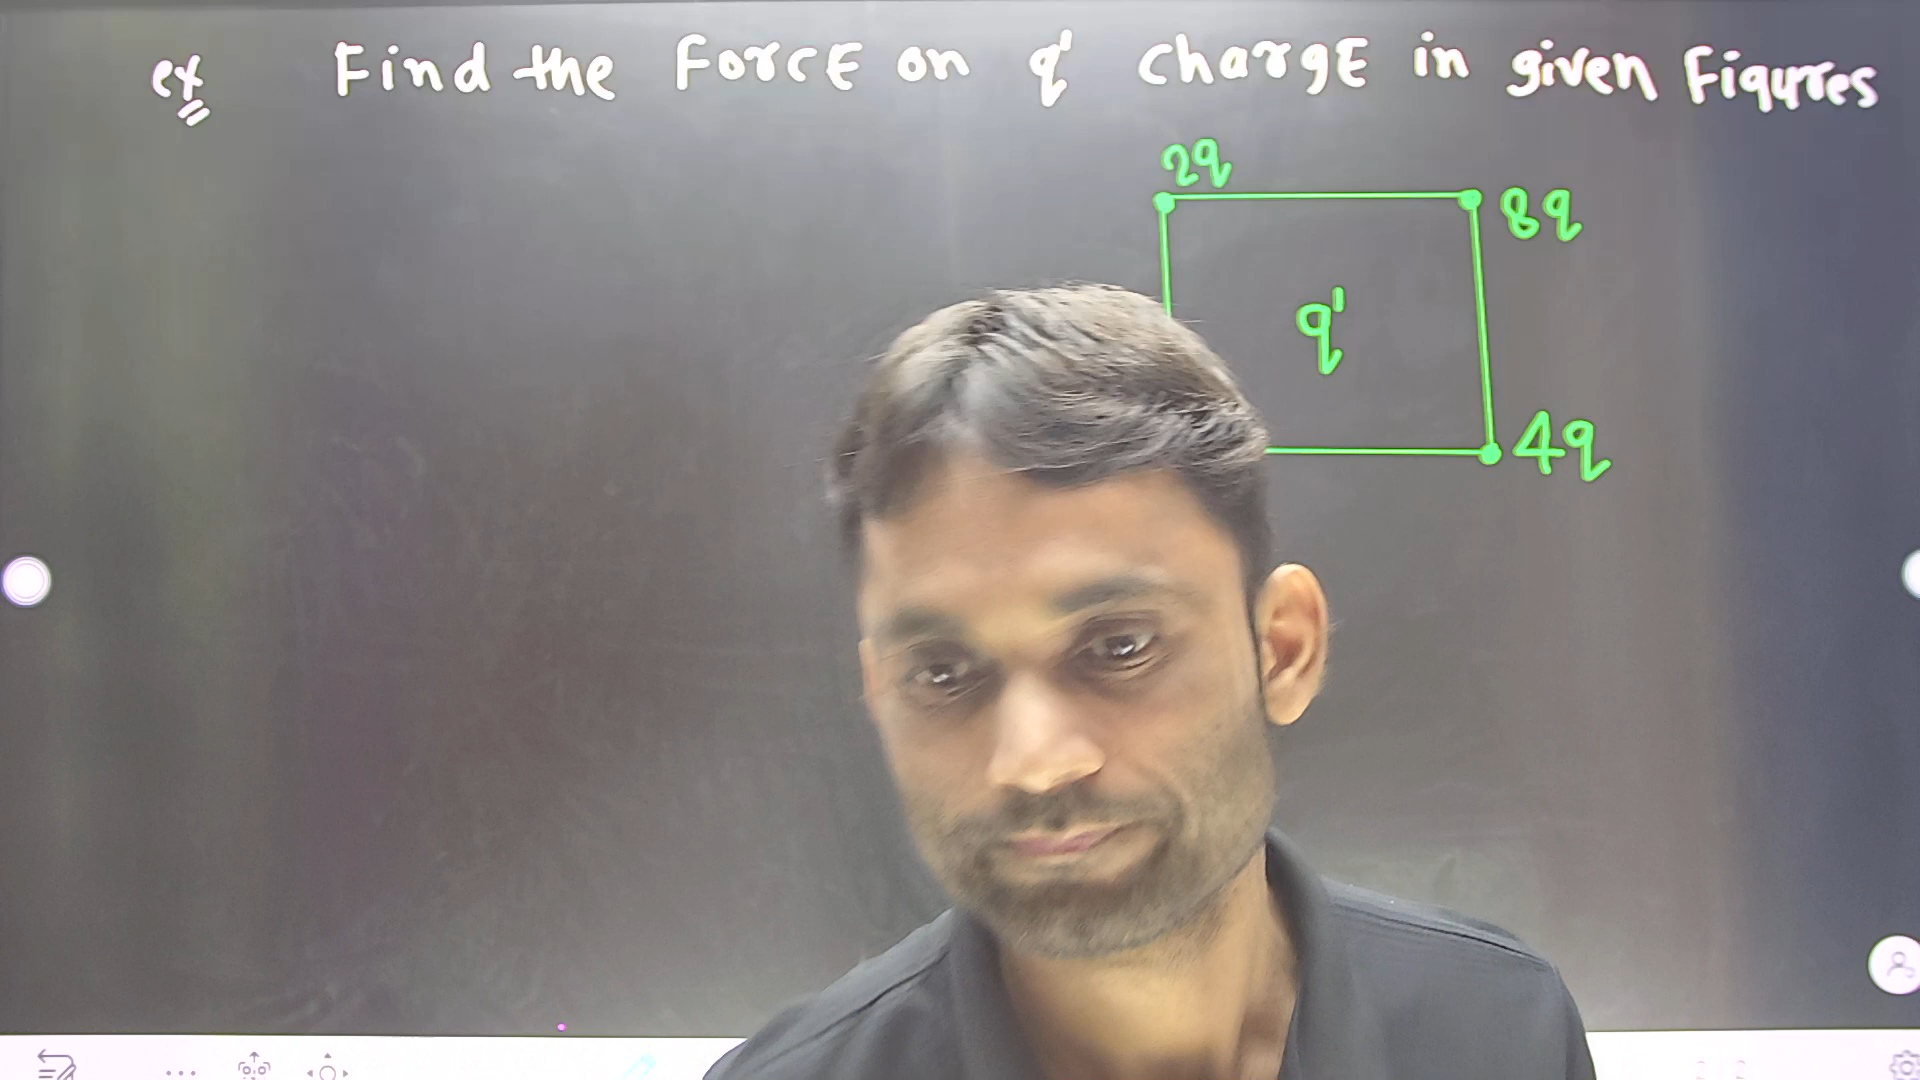 ex Find the ForcE on q' chargE in given Figures
2q
8q
q'
4q